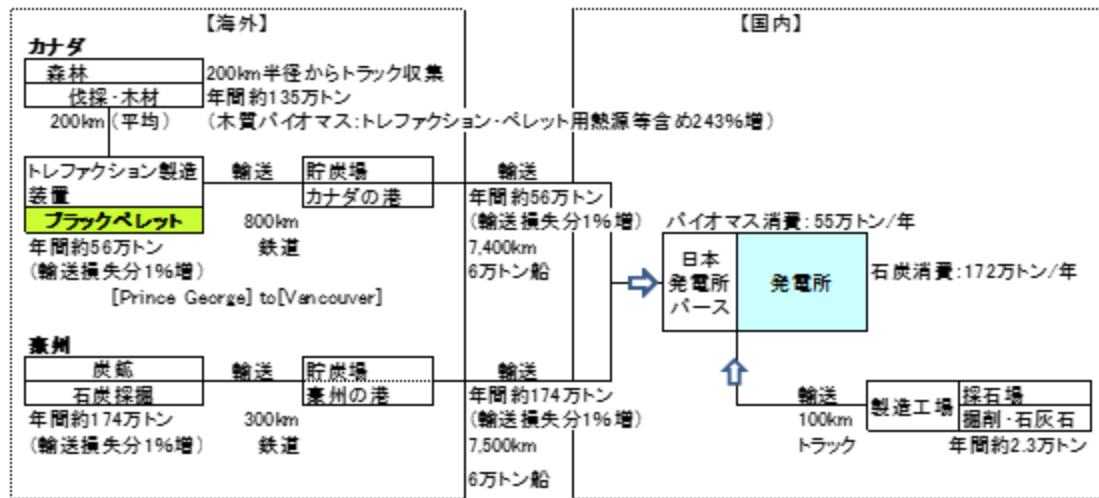 【海外】
【国内】
カナダ
森林
200km半径からトラック収集
伐採・木材
年間約135万トン
200km(平均)
(木質バイオマス:トレファクション・ペレット用熱源等含め243%増)
トレファクション製造
装置
輸送
貯炭場
カナダの港
輸送
年間約56万トン
(輸送損失分1%増)
ブラックペレット
800km
鉄道
7,400km
6万トン船
年間約56万トン
(輸送損失分1%増)
[Prince George] to[Vancouver]
バイオマス消費:55万トン/年
日本
発電所
バース
発電所
石炭消費:172万トン/年
豪州
炭鉱
石炭採掘
輸送
貯炭場
豪州の港
輸送
年間約174万トン
(輸送損失分1%増)
年間約174万トン
(輸送損失分1%増)
300km
鉄道
7,500km
6万トン船
輸送
100km
トラック
製造工場
採石場
掘削・石灰石
年間約2.3万トン